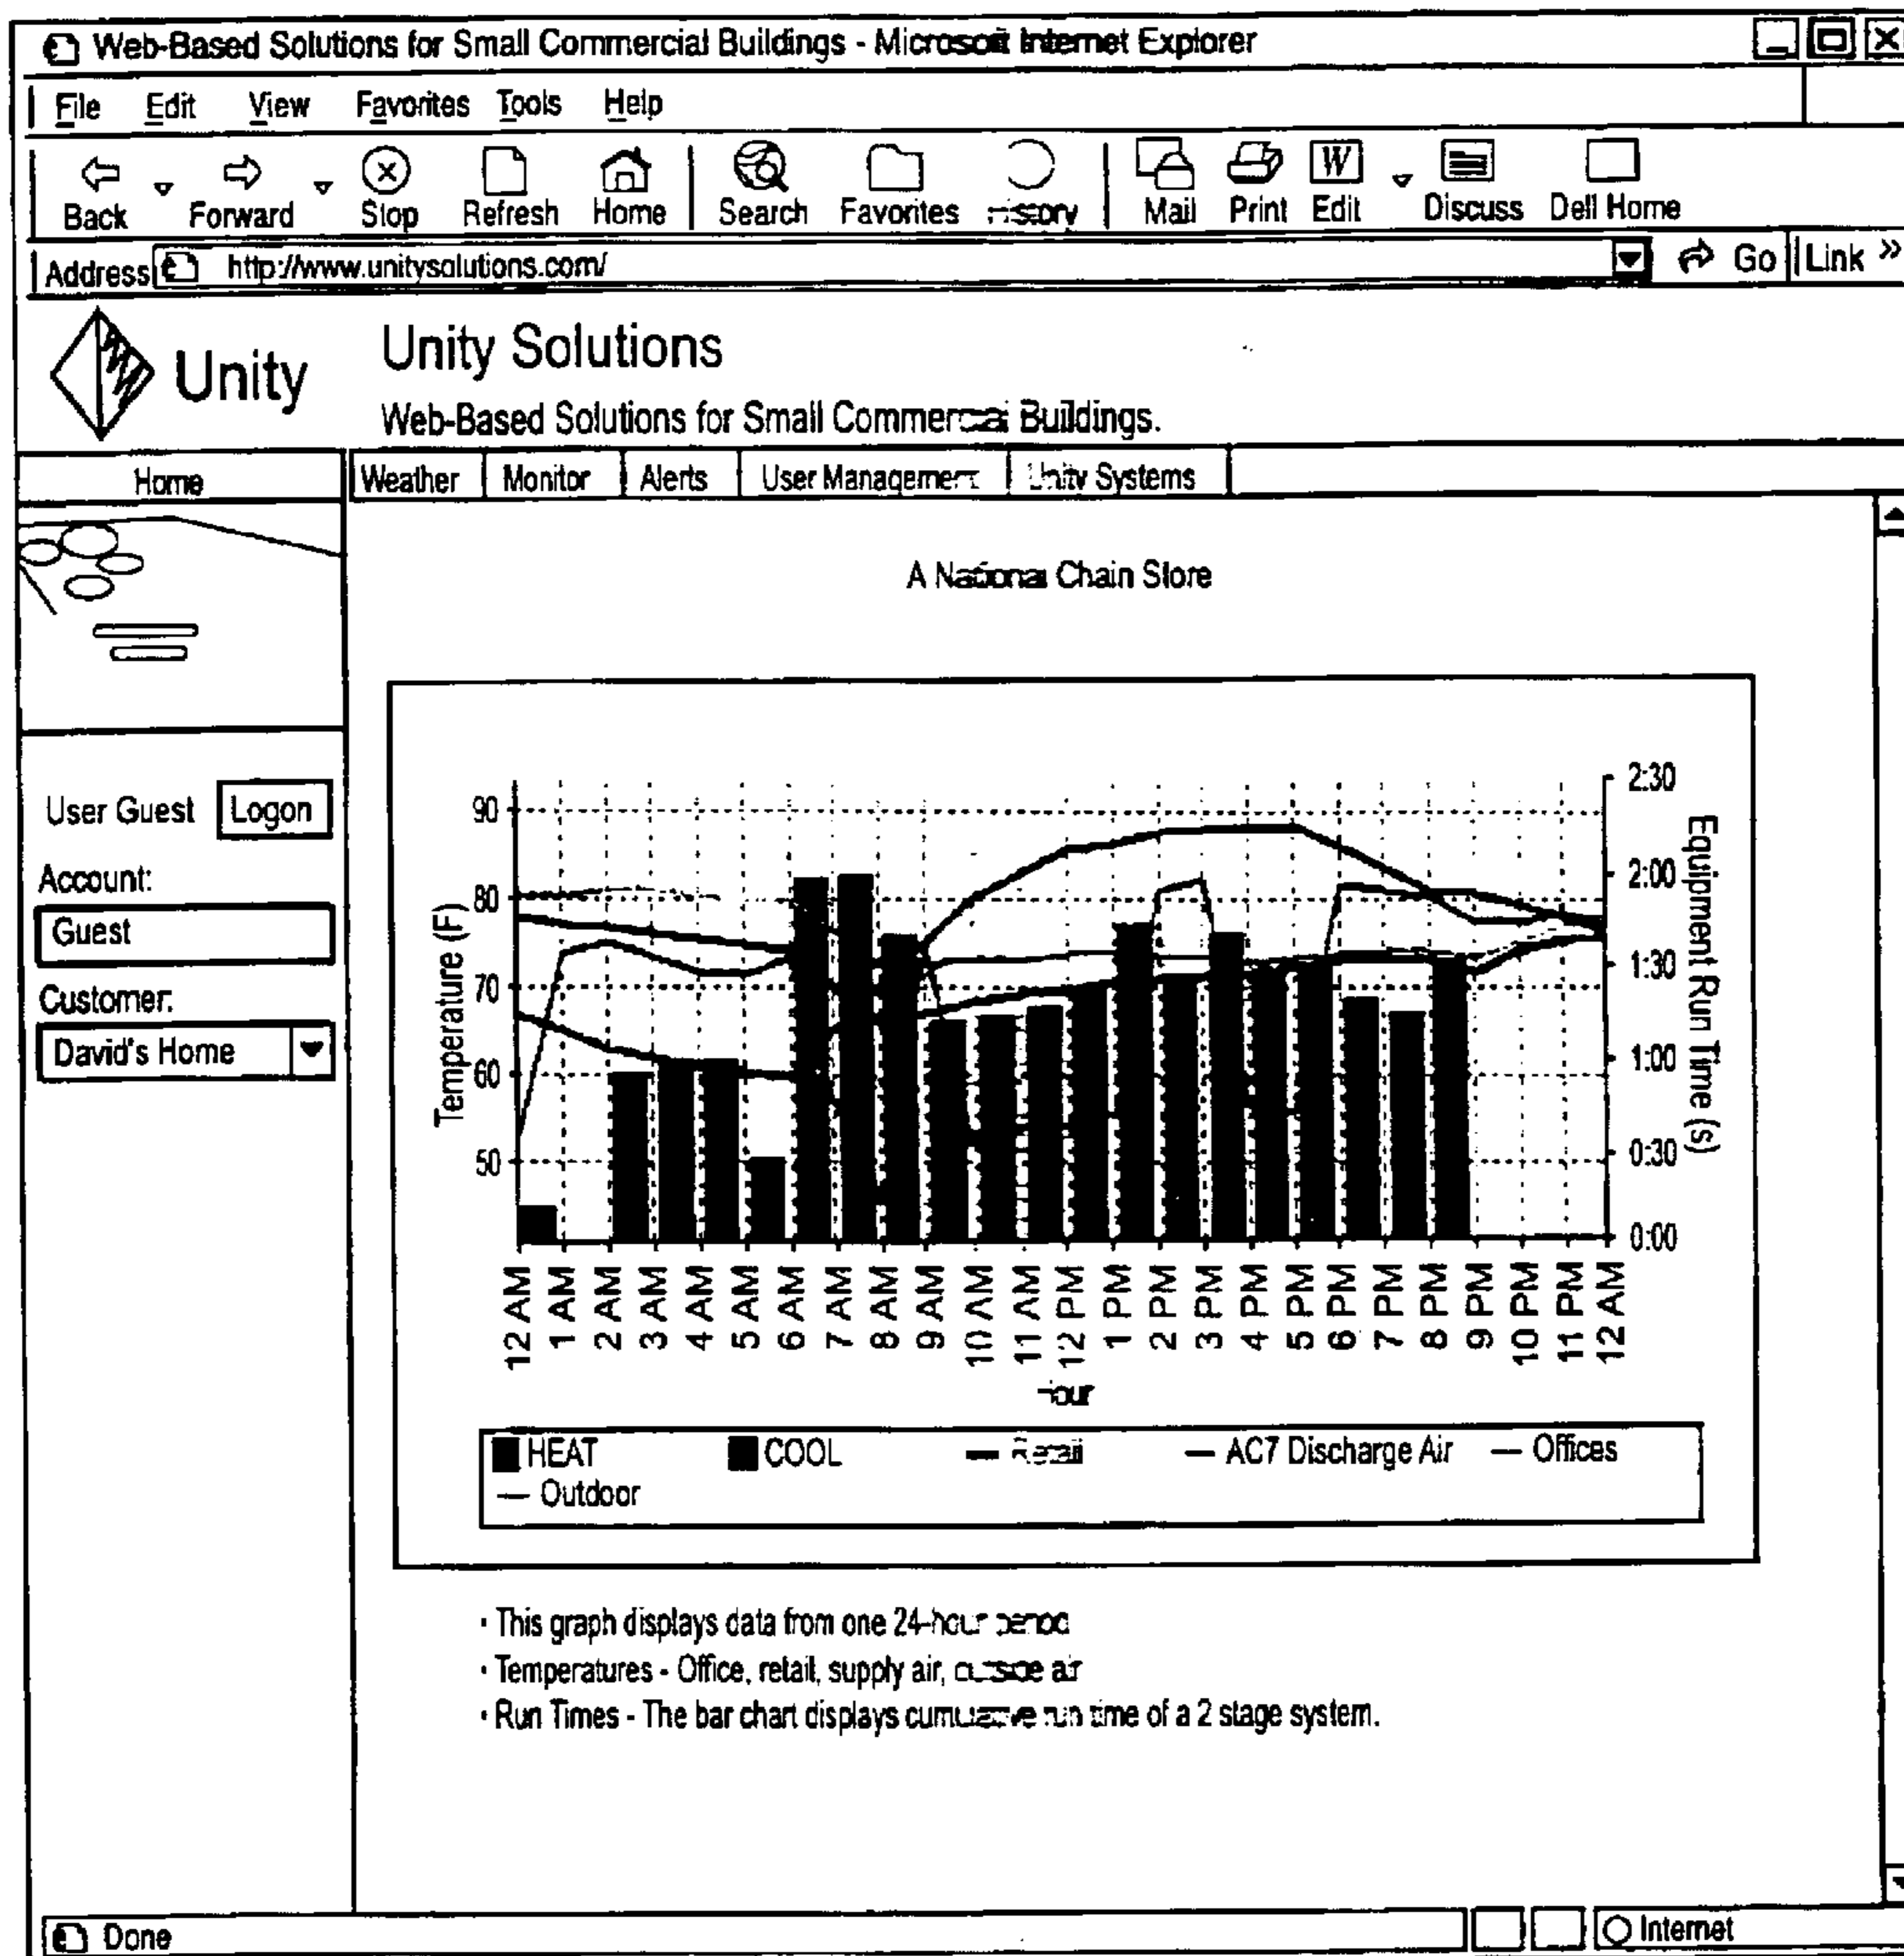 Web-Based Solutions for Small Commercial Buildings - Microsoft Internet Explorer
File Edit View Favorites Tools Help
Back Forward Stop Refresh Home Search Favorites History Mail Print W Edit Discuss Dell Home
Address http://www.unitysolutions.com/ Go Link »
Unity
Unity Solutions
Web-Based Solutions for Small Commercial Buildings.
Home Weather Monitor Alerts User Management Unity Systems
A National Chain Store
User Guest Logon
Account:
Guest
Customer:
David's Home
Temperature (F)
90
80
70
60
50
2:30
2:00
1:30
1:00
0:30
0:00
Equipment Run Time (s)
12 AM 1 AM 2 AM 3 AM 4 AM 5 AM 6 AM 7 AM 8 AM 9 AM 10 AM 11 AM 12 PM 1 PM 2 PM 3 PM 4 PM 5 PM 6 PM 7 PM 8 PM 9 PM 10 PM 11 PM 12 AM
Hour
HEAT COOL Retail AC7 Discharge Air Offices
Outdoor
· This graph displays data from one 24-hour period
· Temperatures - Office, retail, supply air, outside air
· Run Times - The bar chart displays cumulative run time of a 2 stage system.
Done Internet